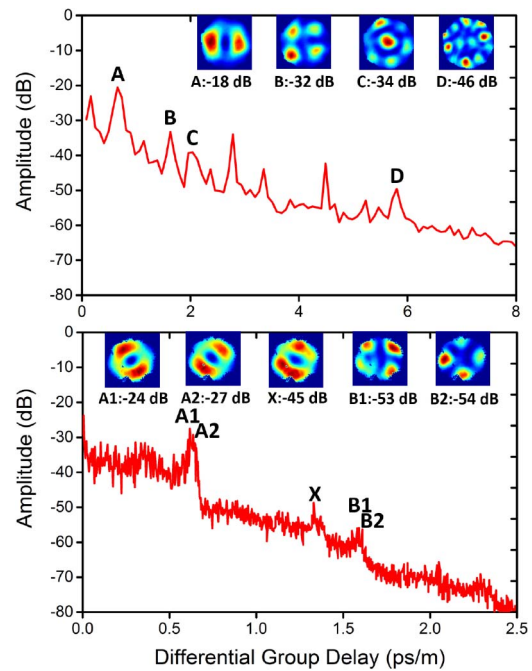 0
-10
-20
-30
-40
-50
-60
-70
-80
Amplitude (dB)
A:-18 dB B:-32 dB C:-34 dB D:-46 dB
A
B
C
D
0 2 4 6 8
0
-10
-20
-30
-40
-50
-60
-70
-80
Amplitude (dB)
A1:-24 dB A2:-27 dB X:-45 dB B1:-53 dB B2:-54 dB
A1
A2
X
B1
B2
0.0 0.5 1.0 1.5 2.0 2.5
Differential Group Delay (ps/m)